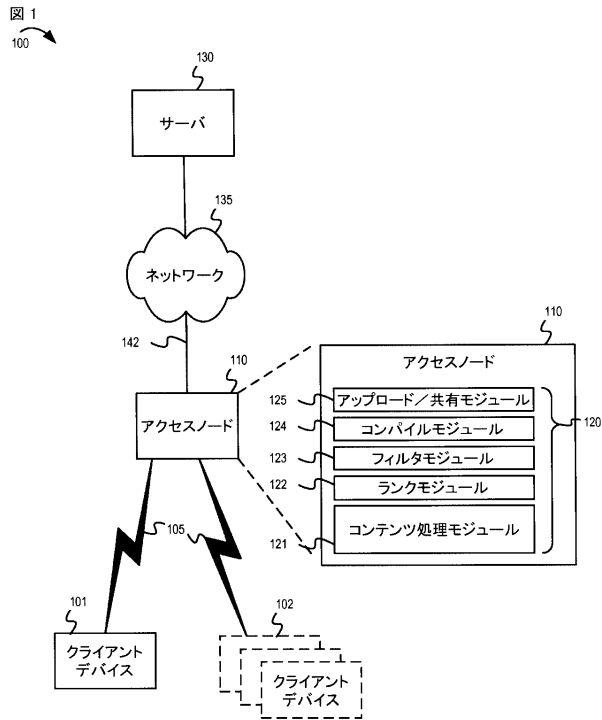 図 1
100
130
サーバ
135
ネットワーク
142
110
アクセスノード
110
アクセスノード
125
アップロード／共有モジュール
124
コンパイルモジュール
123
フィルタモジュール
122
ランクモジュール
121
コンテンツ処理モジュール
120
105
101
クライアント
デバイス
102
クライアント
デバイス